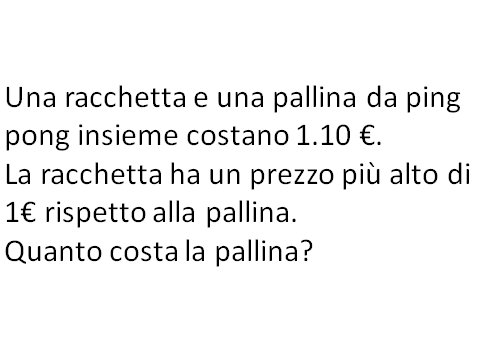 Una racchetta e una pallina da ping
pong insieme costano 1.10 €.
La racchetta ha un prezzo più alto di
1€ rispetto alla pallina.
Quanto costa la pallina?